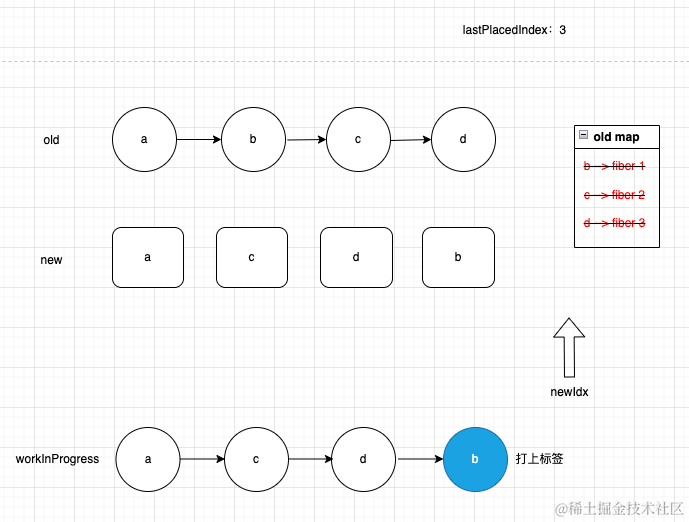 lastPlacedIndex：3
old
a
b
c
d
old map
b --> fiber 1
c --> fiber 2
d --> fiber 3
new
a
c
d
b
newIdx
workInProgress
a
c
d
b
打上标签
@稀土掘金技术社区